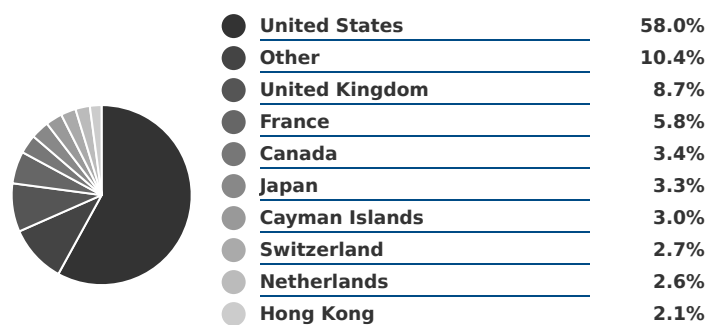 United States 58.0%
Other 10.4%
United Kingdom 8.7%
France 5.8%
Canada 3.4%
Japan 3.3%
Cayman Islands 3.0%
Switzerland 2.7%
Netherlands 2.6%
Hong Kong 2.1%